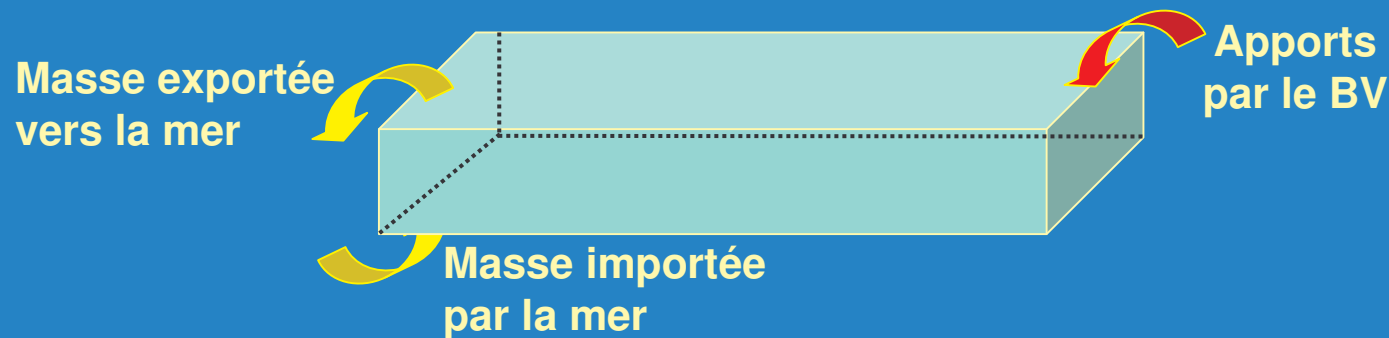 Masse exportée
vers la mer
Apports
par le BV
Masse importée
par la mer